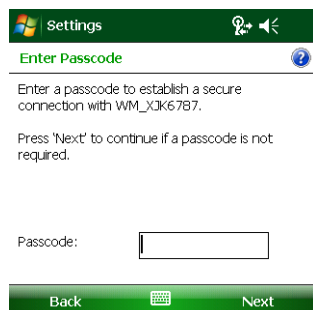 Settings
Enter Passcode
Enter a passcode to establish a secure
connection with WM_XJK6787.
Press 'Next' to continue if a passcode is not
required.
Passcode:
Back Next